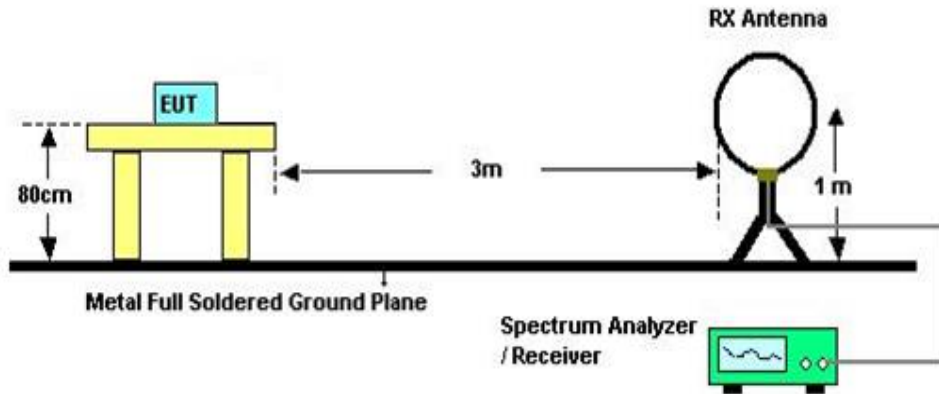 RX Antenna
EUT
80cm
3m
1 m
Metal Full Soldered Ground Plane
Spectrum Analyzer
/ Receiver